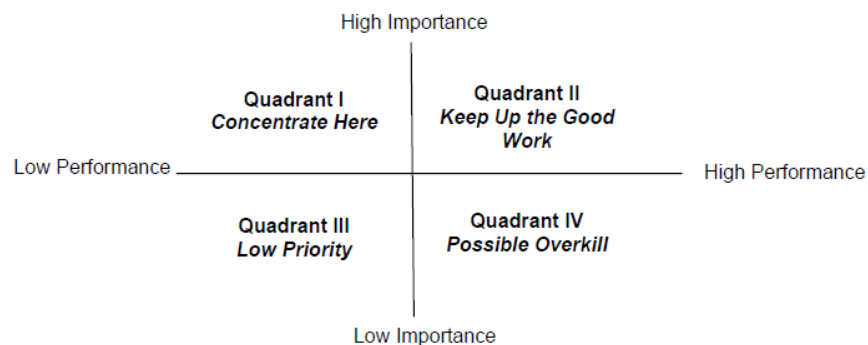 High Importance
Quadrant I
Concentrate Here
Quadrant II
Keep Up the Good
Work
Low Performance
High Performance
Quadrant III
Low Priority
Quadrant IV
Possible Overkill
Low Importance